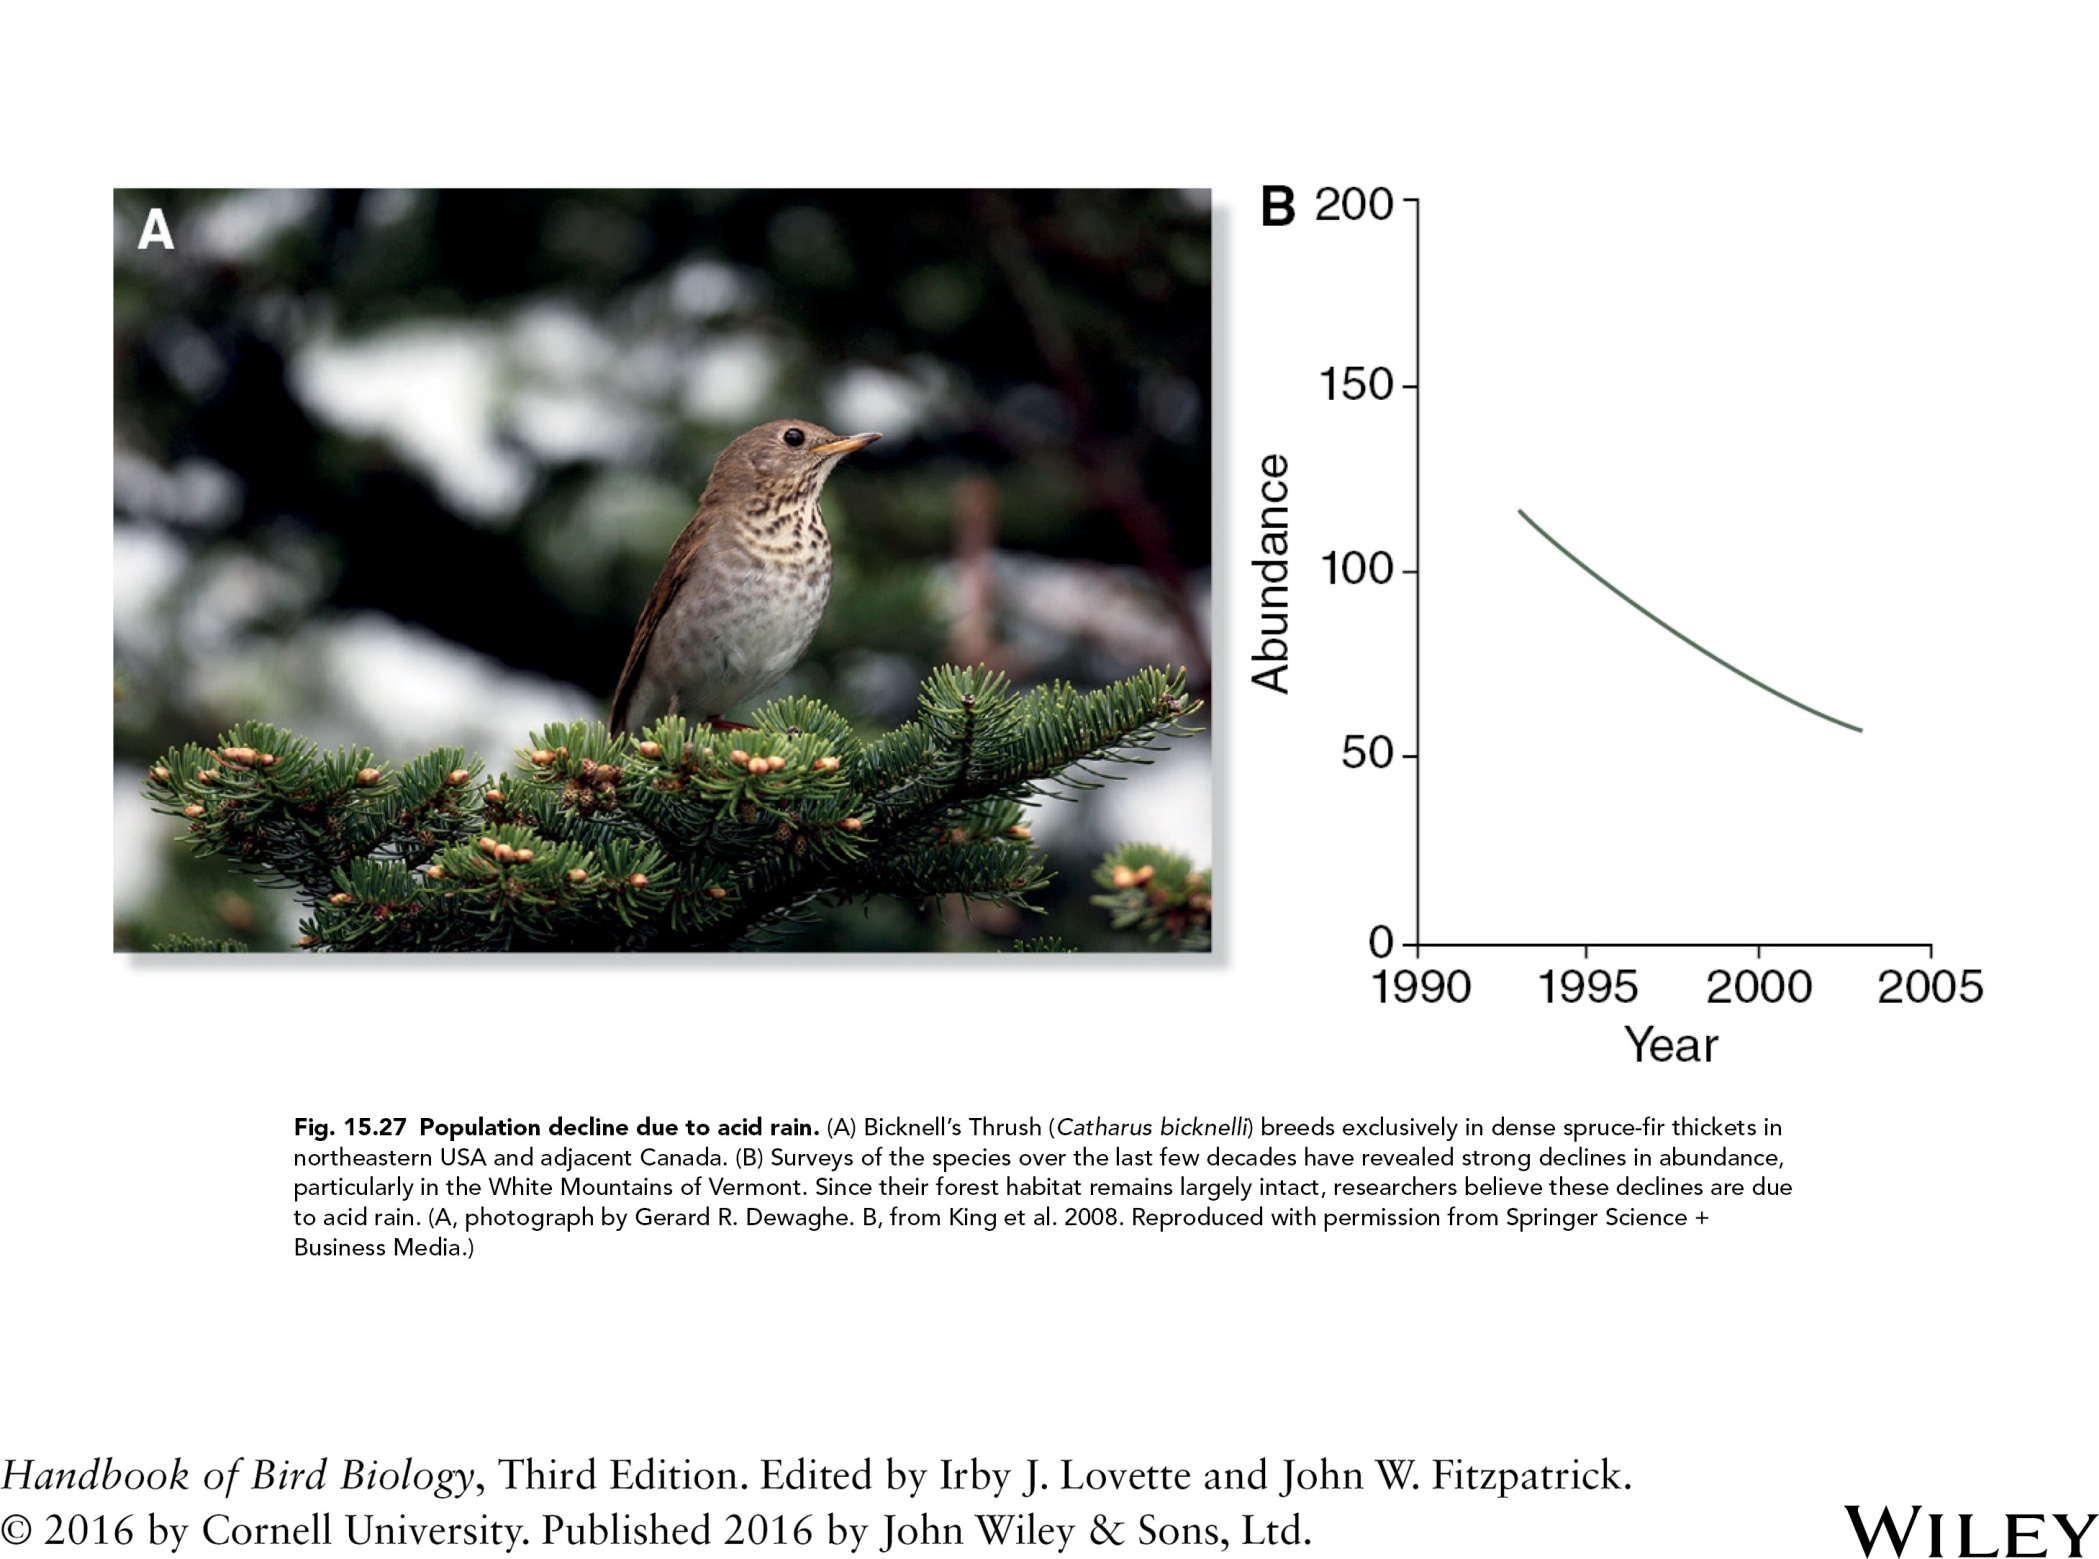 A
B
200
150
100
50
0
Abundance
1990 1995 2000 2005
Year
Fig. 15.27 Population decline due to acid rain. (A) Bicknell’s Thrush (Catharus bicknelli) breeds exclusively in dense spruce-fir thickets in
northeastern USA and adjacent Canada. (B) Surveys of the species over the last few decades have revealed strong declines in abundance,
particularly in the White Mountains of Vermont. Since their forest habitat remains largely intact, researchers believe these declines are due
to acid rain. (A, photograph by Gerard R. Dewaghe. B, from King et al. 2008. Reproduced with permission from Springer Science +
Business Media.)
Handbook of Bird Biology, Third Edition. Edited by Irby J. Lovette and John W. Fitzpatrick.
© 2016 by Cornell University. Published 2016 by John Wiley & Sons, Ltd.
WILEY